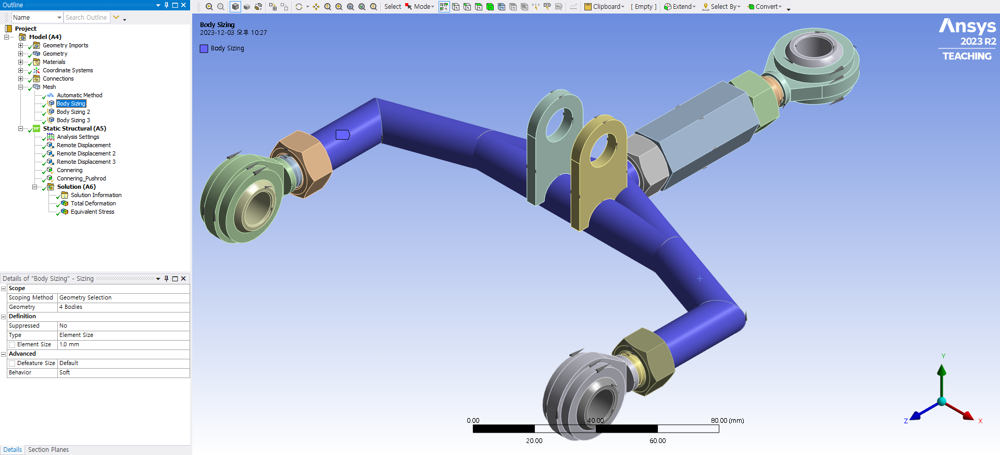 Outline
Name
Search Outline
Project
Model (A4)
Geometry Imports
Geometry
Materials
Coordinate Systems
Connections
Mesh
Automatic Method
Body Sizing
Body Sizing 2
Body Sizing 3
Static Structural (A5)
Analysis Settings
Remote Displacement
Remote Displacement 2
Remote Displacement 3
Connering
Connering_Pushrod
Solution (A6)
Solution Information
Total Deformation
Equivalent Stress
Details of "Body Sizing" - Sizing
Scope
Scoping Method Geometry Selection
Geometry 4 Bodies
Definition
Suppressed No
Type Element Size
Element Size 1.0 mm
Advanced
Defeature Size Default
Behavior Soft
Details Section Planes
Select Mode Clipboard [ Empty ] Extend Select By Convert
Body Sizing
2023-12-03 오후 10:27
Body Sizing
Ansys
2023 R2
TEACHING
0.00 40.00 80.00 (mm)
20.00 60.00
Y
Z X